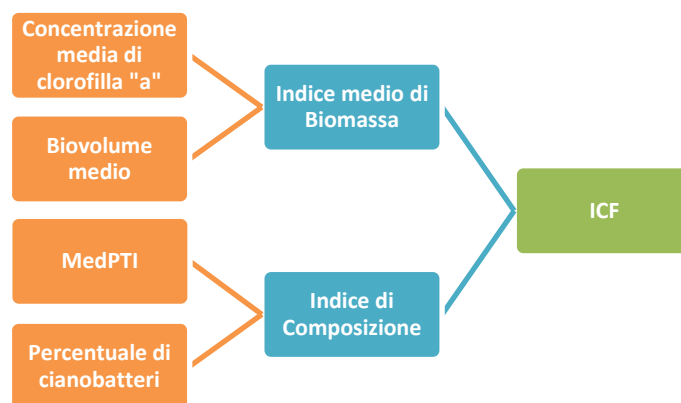 Concentrazione
media di
clorofilla "a"
Biovolume
medio
MedPTI
Percentuale di
cianobatteri
Indice medio di
Biomassa
Indice di
Composizione
ICF